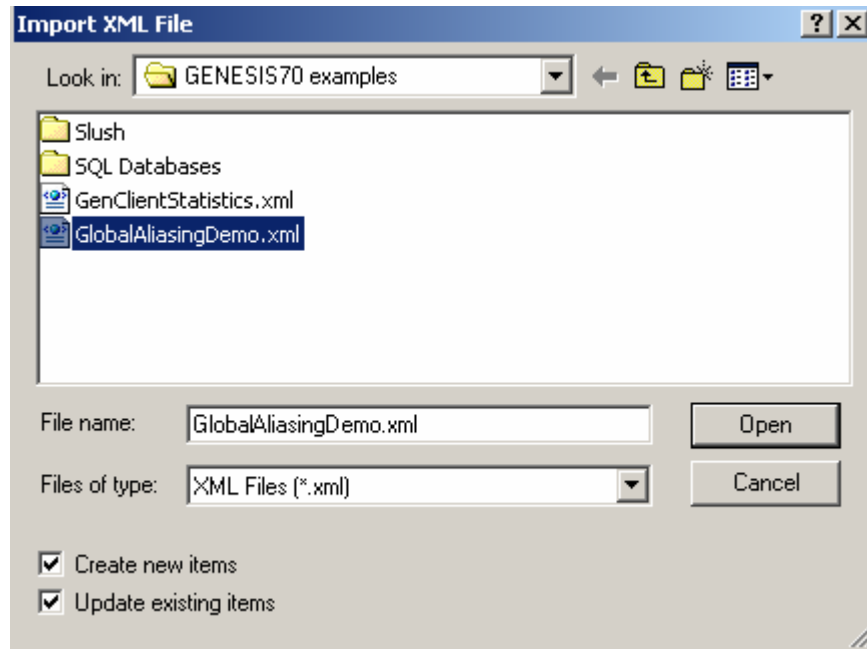 Import XML File
Look in: GENESIS70 examples
Slush
SQL Databases
GenClientStatistics.xml
GlobalAliasingDemo.xml
File name: GlobalAliasingDemo.xml Open
Files of type: XML Files (*.xml) Cancel
Create new items
Update existing items